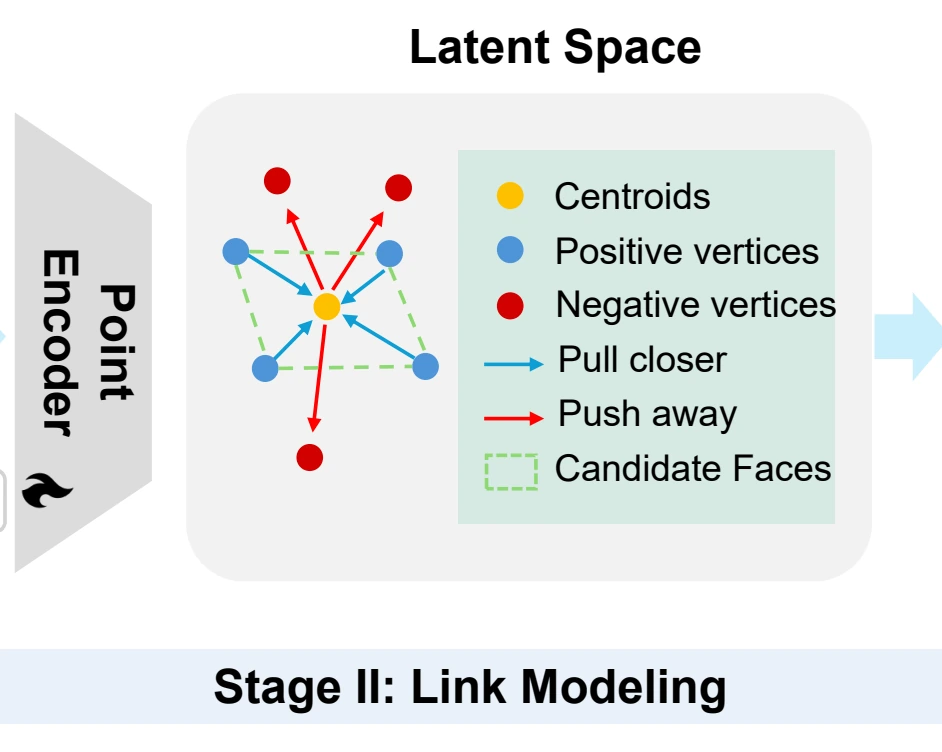 Latent Space
Point
Encoder
Centroids
Positive vertices
Negative vertices
Pull closer
Push away
Candidate Faces
Stage II: Link Modeling